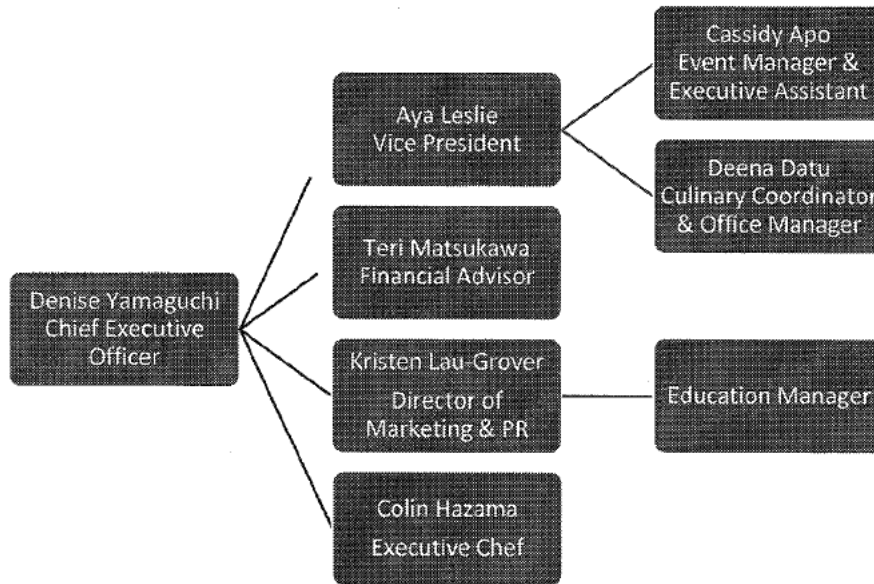 Cassidy Apo
Event Manager &
Executive Assistant
Aya Leslie
Vice President
Deena Datu
Culinary Coordinator
& Office Manager
Teri Matsukawa
Financial Advisor
Denise Yamaguchi
Chief Executive
Officer
Kristen Lau-Grover
Director of
Marketing & PR
Education Manager
Colin Hazama
Executive Chef